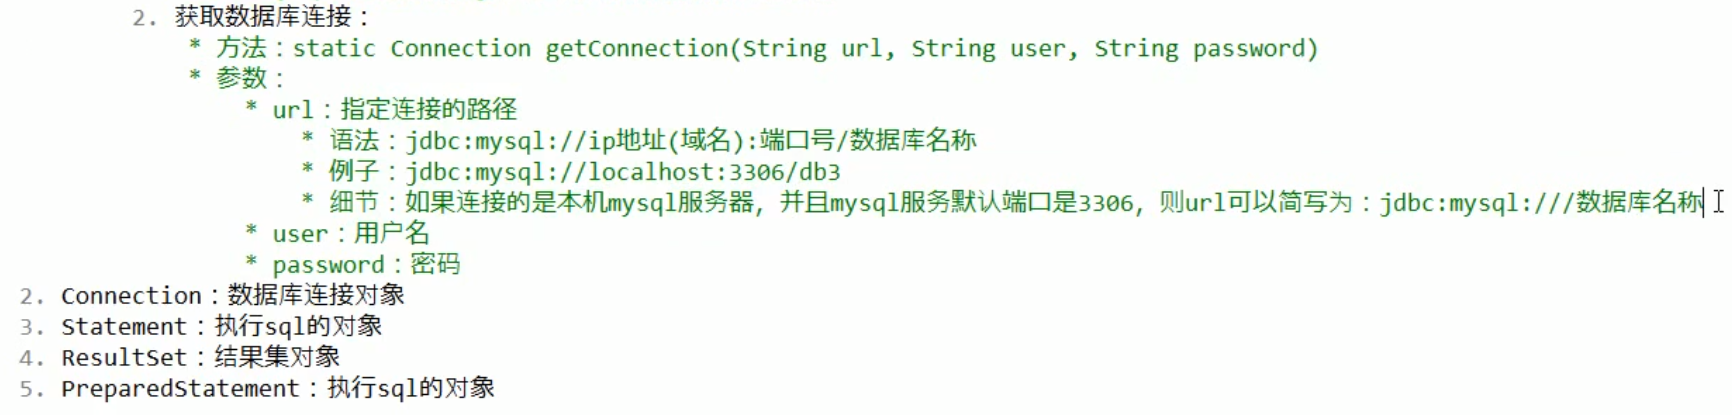 2. 获取数据库连接：
* 方法：static Connection getConnection(String url, String user, String password)
* 参数：
* url：指定连接的路径
* 语法：jdbc:mysql://ip地址(域名):端口号/数据库名称
* 例子：jdbc:mysql://localhost:3306/db3
* 细节：如果连接的是本机mysql服务器，并且mysql服务默认端口是3306，则url可以简写为：jdbc:mysql:///数据库名称
* user：用户名
* password：密码
2. Connection：数据库连接对象
3. Statement：执行sql的对象
4. ResultSet：结果集对象
5. PreparedStatement：执行sql的对象